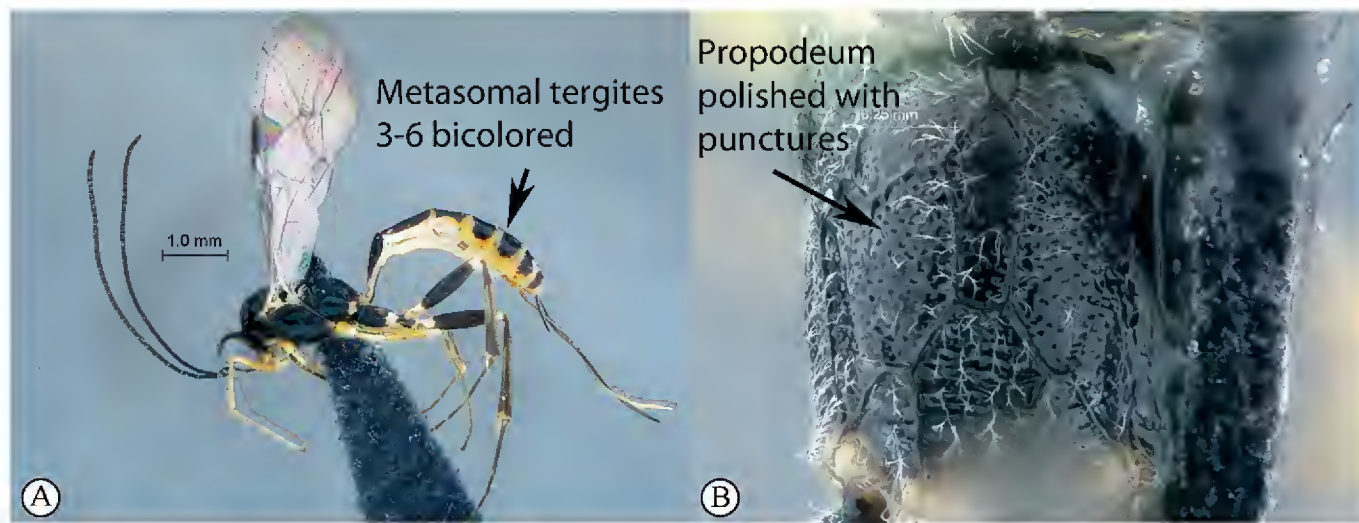 Metasomal tergites
3-6 bicolored
1.0 mm
A
Propodeum
polished with
punctures
B